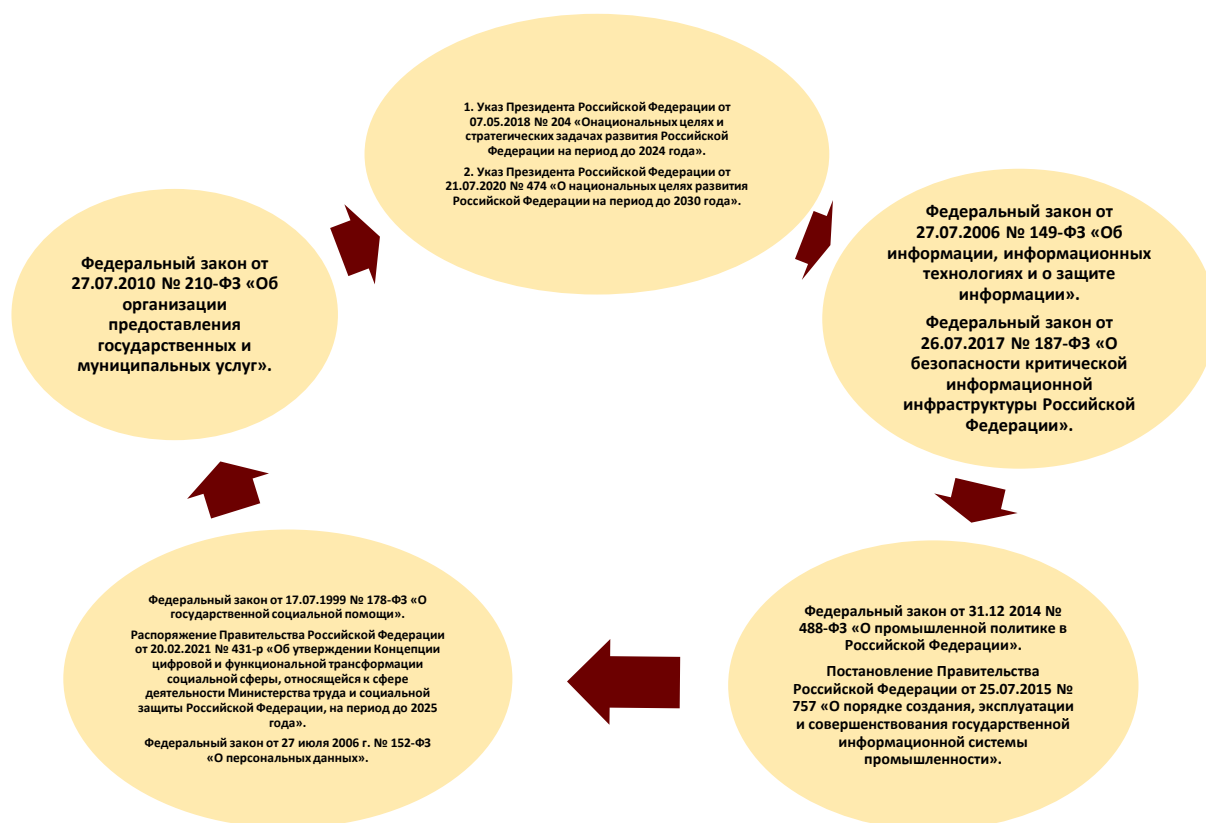 1. Указ Президента Российской Федерации от
07.05.2018 № 204 «Онациональных целях и
стратегических задачах развития Российской
Федерации на период до 2024 года».
2. Указ Президента Российской Федерации от
21.07.2020 № 474 «О национальных целях развития
Российской Федерации на период до 2030 года».
Федеральный закон от
27.07.2006 № 149-ФЗ «Об
информации, информационных
технологиях и о защите
информации».
Федеральный закон от
26.07.2017 № 187-ФЗ «О
безопасности критической
информационной
инфраструктуры Российской
Федерации».
Федеральный закон от 31.12 2014 №
488-ФЗ «О промышленной политике в
Российской Федерации».
Постановление Правительства
Российской Федерации от 25.07.2015 №
757 «О порядке создания, эксплуатации
и совершенствования государственной
информационной системы
промышленности».
Федеральный закон от 17.07.1999 № 178-ФЗ «О
государственной социальной помощи».
Распоряжение Правительства Российской Федерации
от 20.02.2021 № 431-р «Об утверждении Концепции
цифровой и функциональной трансформации
социальной сферы, относящейся к сфере
деятельности Министерства труда и социальной
защиты Российской Федерации, на период до 2025
года».
Федеральный закон от 27 июля 2006 г. № 152-ФЗ
«О персональных данных».
Федеральный закон от
27.07.2010 № 210-ФЗ «Об
организации
предоставления
государственных и
муниципальных услуг».